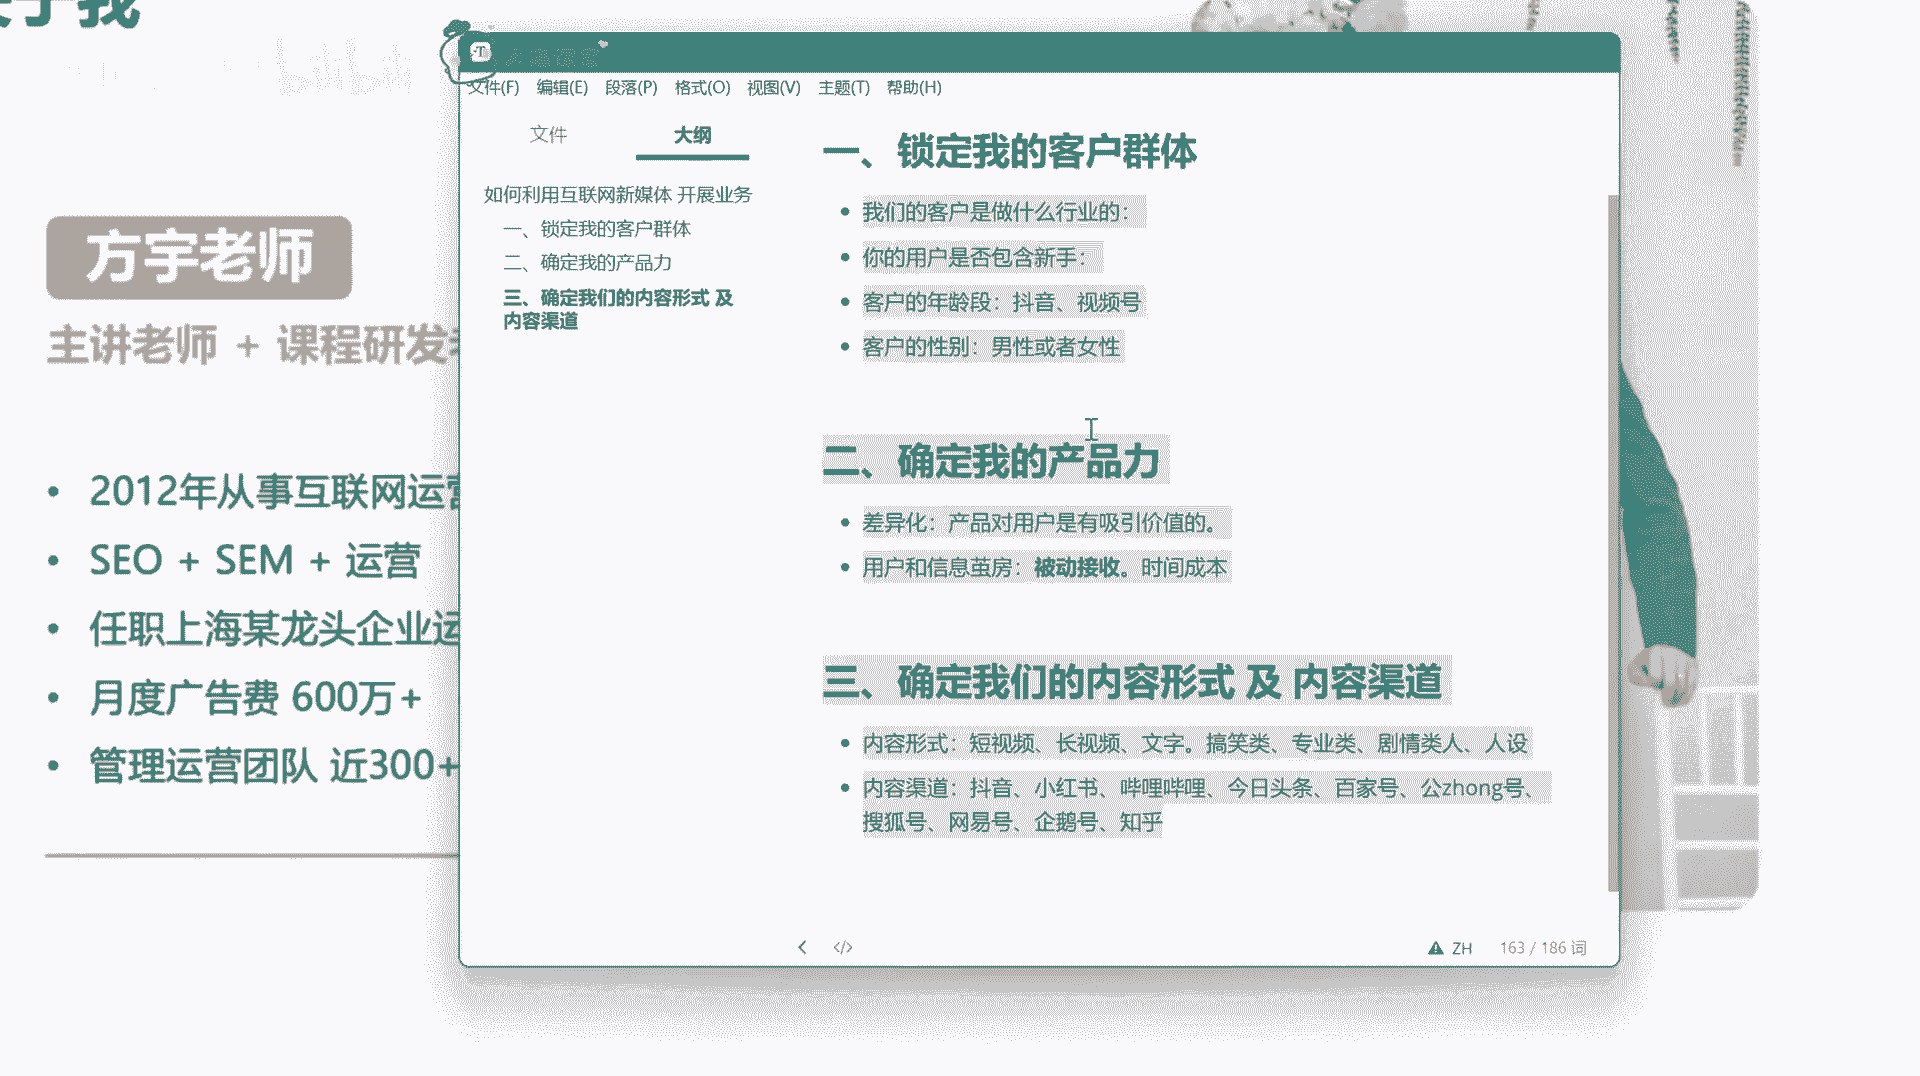 关于我
bilibili
方宇老师
主讲老师 + 课程研发
2012年从事互联网运营
SEO + SEM + 运营
任职上海某龙头企业运
月度广告费 600万+
管理运营团队 近300+
文件(F) 编辑(E) 段落(P) 格式(O) 视图(V) 主题(T) 帮助(H)
文件 大纲
如何利用互联网新媒体 开展业务
一、锁定我的客户群体
二、确定我的产品力
三、确定我们的内容形式 及
内容渠道
一、锁定我的客户群体
我们的客户是做什么行业的：
你的用户是否包含新手：
客户的年龄段：抖音、视频号
客户的性别：男性或者女性
二、确定我的产品力
差异化：产品对用户是有吸引价值的。
用户和信息茧房：被动接收。时间成本
三、确定我们的内容形式 及 内容渠道
内容形式：短视频、长视频、文字。搞笑类、专业类、剧情类人、人设
内容渠道：抖音、小红书、哔哩哔哩、今日头条、百家号、公zhong号、
搜狐号、网易号、企鹅号、知乎
</> ZH 163 / 186 词